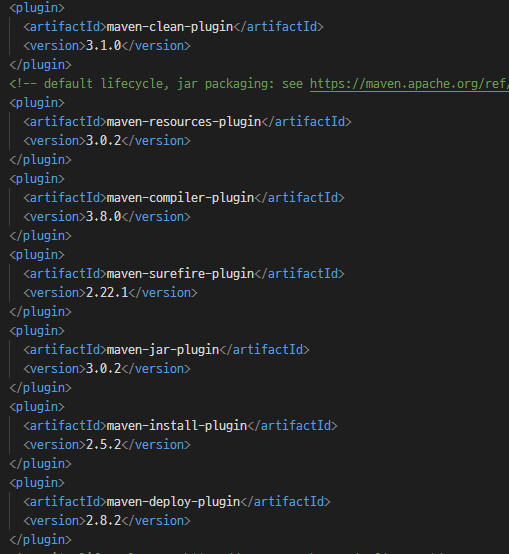 <plugin>
<artifactId>maven-clean-plugin</artifactId>
<version>3.1.0</version>
</plugin>
<!-- default lifecycle, jar packaging: see https://maven.apache.org/ref/
<plugin>
<artifactId>maven-resources-plugin</artifactId>
<version>3.0.2</version>
</plugin>
<plugin>
<artifactId>maven-compiler-plugin</artifactId>
<version>3.8.0</version>
</plugin>
<plugin>
<artifactId>maven-surefire-plugin</artifactId>
<version>2.22.1</version>
</plugin>
<plugin>
<artifactId>maven-jar-plugin</artifactId>
<version>3.0.2</version>
</plugin>
<plugin>
<artifactId>maven-install-plugin</artifactId>
<version>2.5.2</version>
</plugin>
<plugin>
<artifactId>maven-deploy-plugin</artifactId>
<version>2.8.2</version>
</plugin>